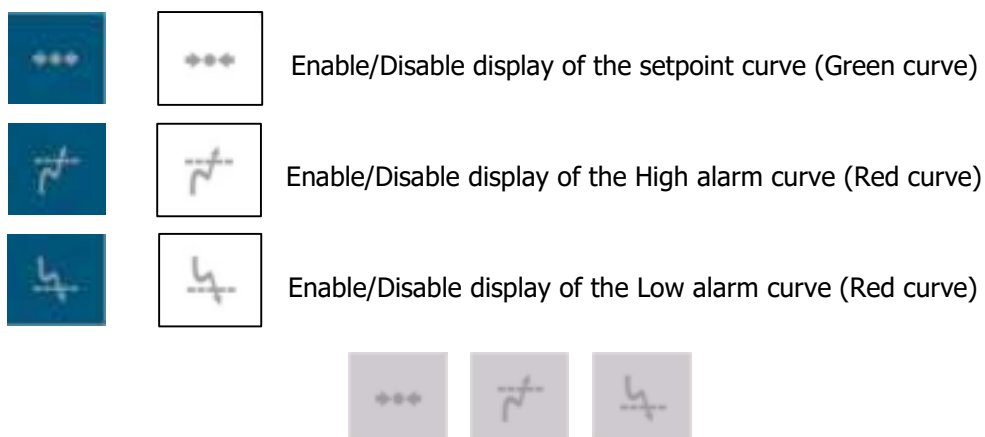 Enable/Disable display of the setpoint curve (Green curve)
Enable/Disable display of the High alarm curve (Red curve)
Enable/Disable display of the Low alarm curve (Red curve)